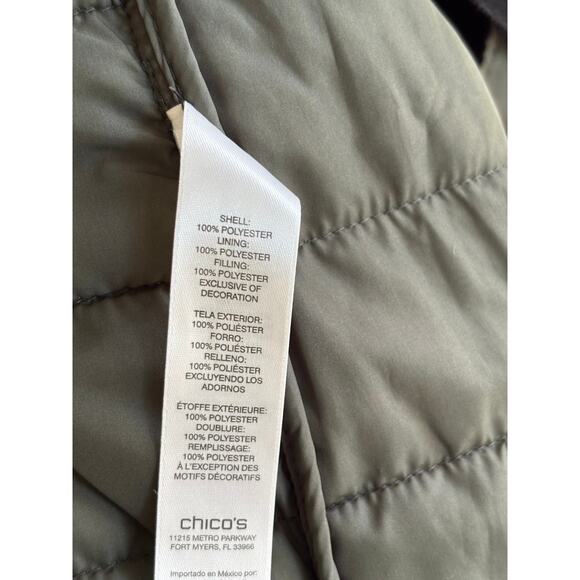 SHELL:
100% POLYESTER
LINING:
100% POLYESTER
FILLING:
100% POLYESTER
EXCLUSIVE OF
DECORATION
TELA EXTERIOR:
100% POLIÉSTER
FORRO:
100% POLIÉSTER
RELLENO:
100% POLIÉSTER
EXCLUYENDO LOS
ADORNOS
ÉTOFFE EXTÉRIEURE:
100% POLYESTER
DOUBLURE:
100% POLYESTER
REMPLISSAGE:
100% POLYESTER
À L'EXCEPTION DES
MOTIFS DÉCORATIFS
chico's
11215 METRO PARKWAY
FORT MYERS, FL 33966
Importado en México por: